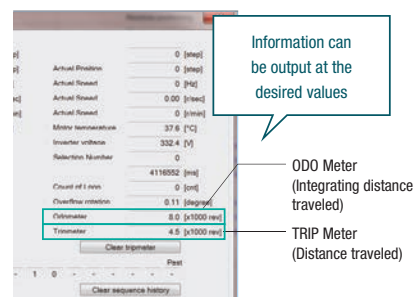 Information can
be output at the
desired values
p] 0 [step]
p] Actual Position 0 [step]
Actual Speed 0 [Hz]
ec] Actual Speed 0.00 [r/sec]
in] Actual Speed 0 [r/min]
Motor temperature 37.6 [°C]
Inverter voltage 332.4 [V]
Selection Number 0
4116552 [ms]
Count of Loop 0 [cnt]
Overflow rotation 0.11 [degree]
Odometer 8.0 [x1000 rev]
Tripmeter 4.5 [x1000 rev]
Clear tripmeter
Past
- 1 0 - - - - - -
Clear sequence history
ODO Meter
(Integrating distance
traveled)
TRIP Meter
(Distance traveled)